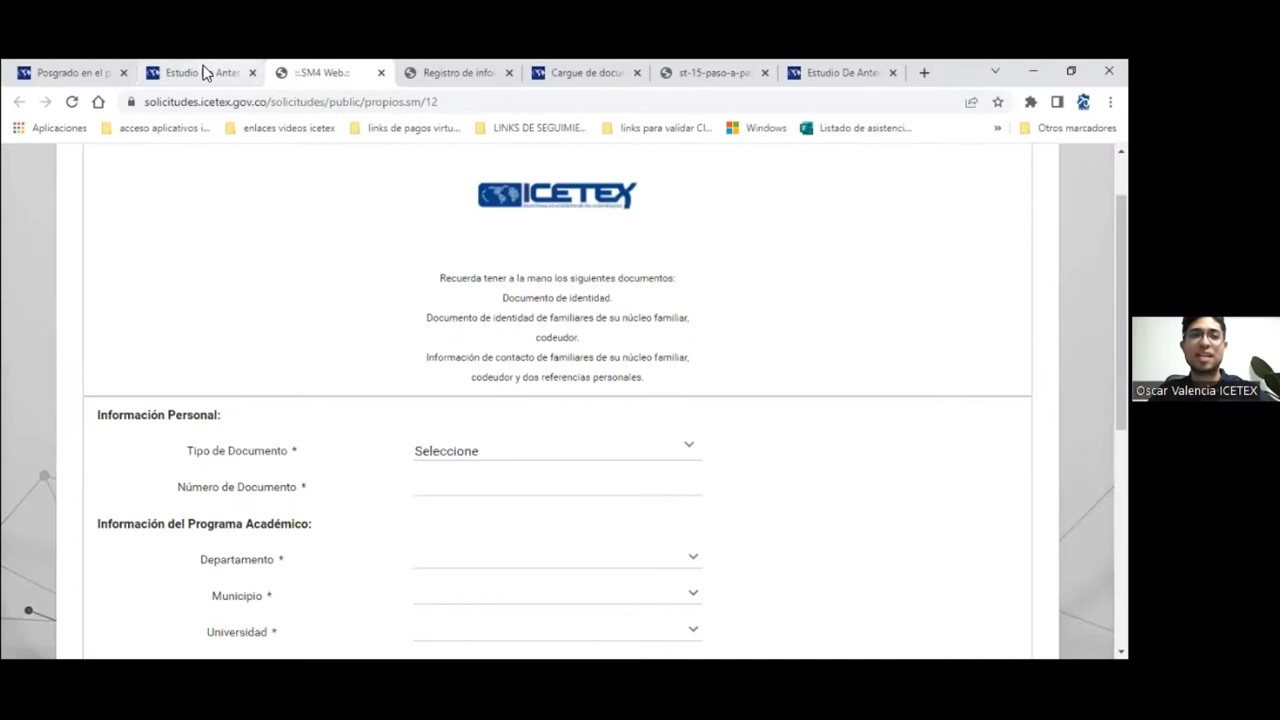 Posgrado en el p
Estudio De Ante
::.SM4 Web.::
Registro de info
Cargue de docu
st-15-paso-a-pa
Estudio De Ante
solicitudes.icetex.gov.co/solicitudes/public/propios.sm/12
Aplicaciones
acceso aplicativos i...
enlaces videos icetex
links de pagos virtu...
LINKS DE SEGUIMIE...
links para validar CI...
Windows
Listado de asistenci...
»
Otros marcadores
ICETEX
Recuerda tener a la mano los siguientes documentos:
Documento de identidad.
Documento de identidad de familiares de su núcleo familiar,
codeudor.
Información de contacto de familiares de su núcleo familiar,
codeudor y dos referencias personales.
Información Personal:
Tipo de Documento *
Seleccione
Número de Documento *
Información del Programa Académico:
Departamento *
Municipio *
Universidad *
Oscar Valencia ICETEX